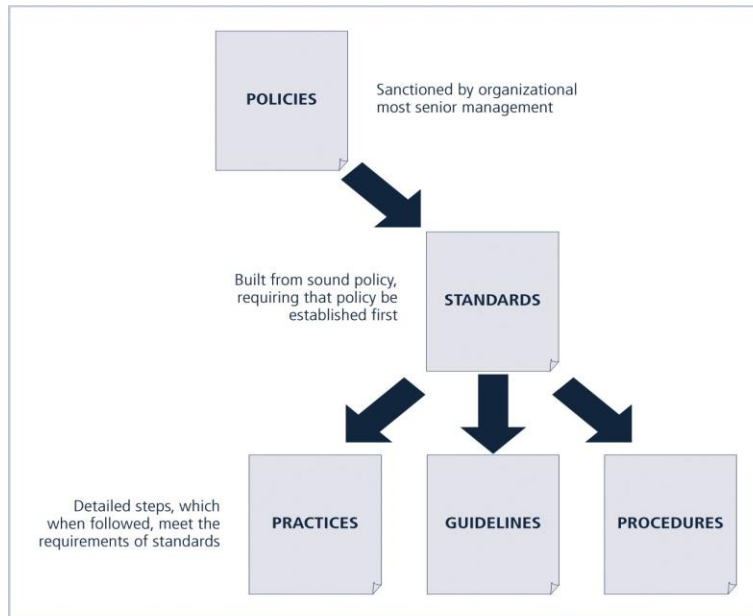 POLICIES
Sanctioned by organizational
most senior management
Built from sound policy,
requiring that policy be
established first
STANDARDS
Detailed steps, which
when followed, meet the
requirements of standards
PRACTICES
GUIDELINES
PROCEDURES